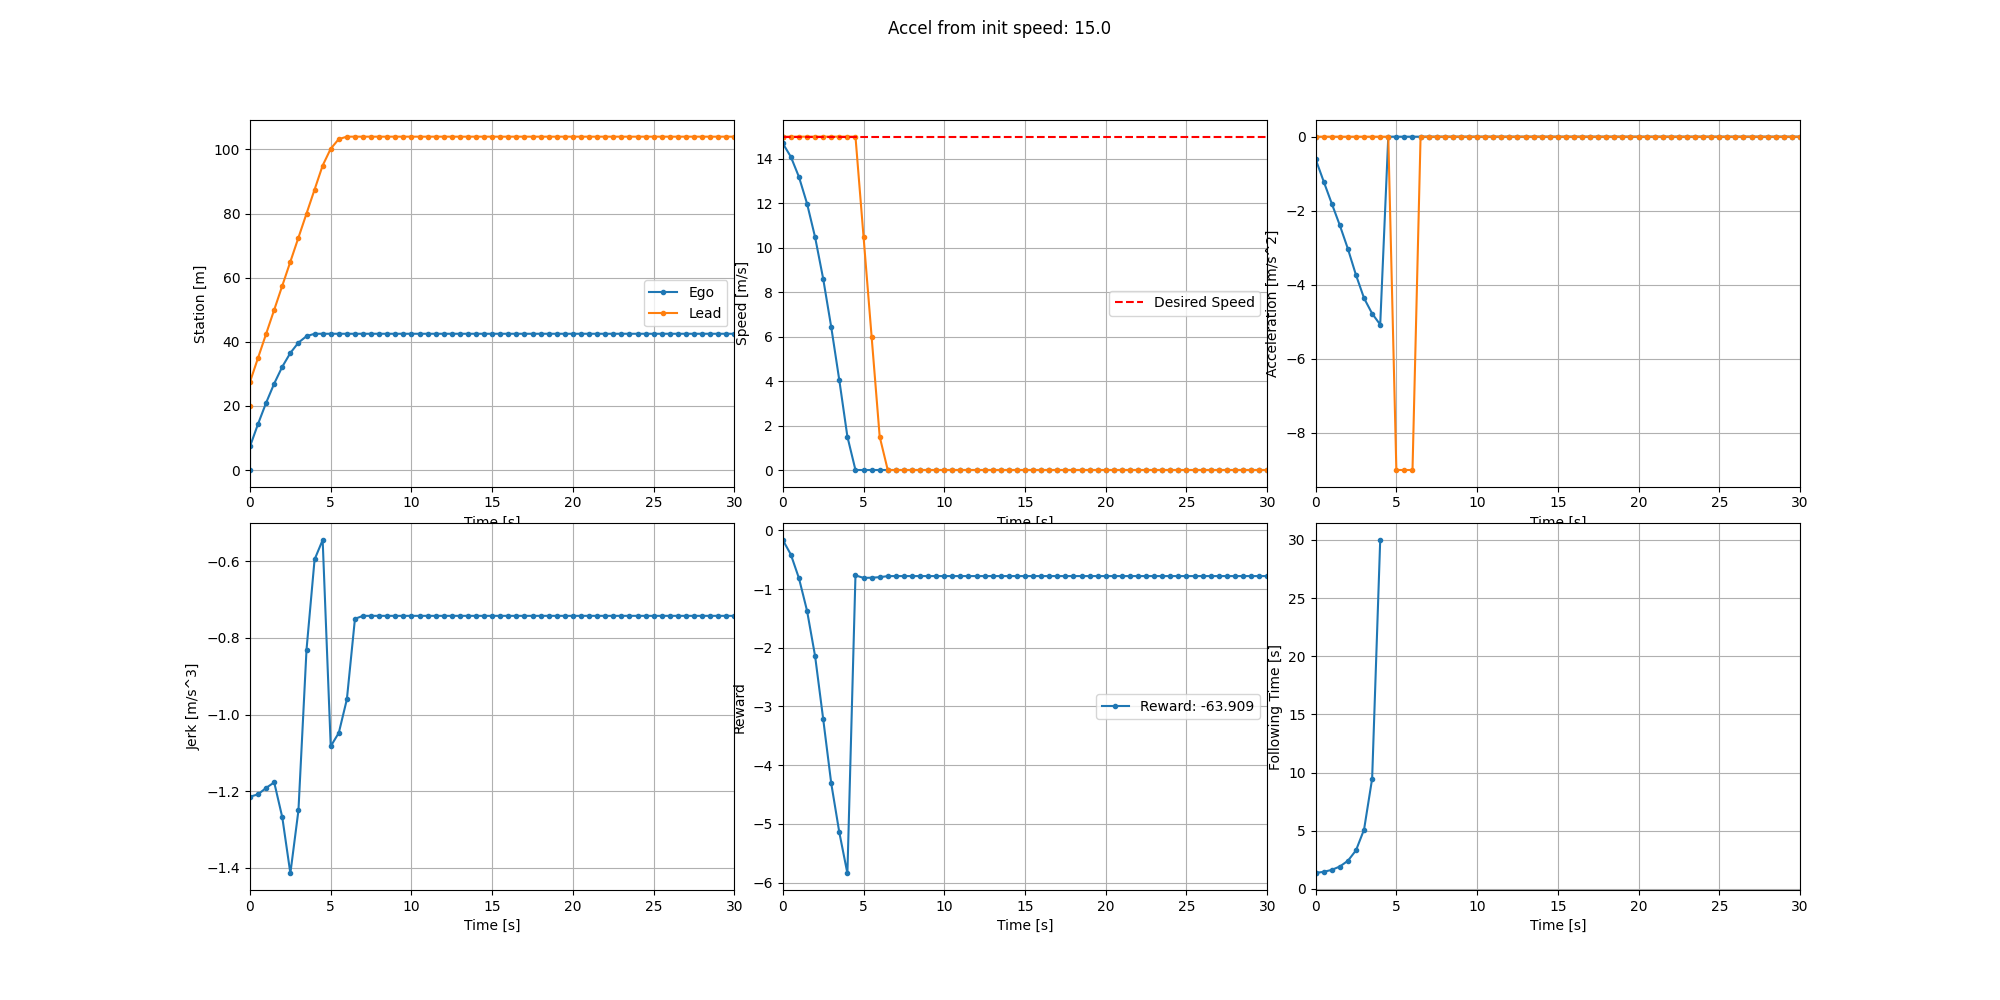 Accel from init speed: 15.0
Station [m]
100
80
60
40
20
0
Ego
Lead
0 5 10 15 20 25 30
Time [s]
Speed [m/s]
14
12
10
8
6
4
2
0
Desired Speed
0 5 10 15 20 25 30
Time [s]
Acceleration [m/s^2]
0
−2
−4
−6
−8
0 5 10 15 20 25 30
Time [s]
Jerk [m/s^3]
−0.6
−0.8
−1.0
−1.2
−1.4
0 5 10 15 20 25 30
Time [s]
Reward
0
−1
−2
−3
−4
−5
−6
Reward: -63.909
0 5 10 15 20 25 30
Time [s]
Following Time [s]
30
25
20
15
10
5
0
0 5 10 15 20 25 30
Time [s]